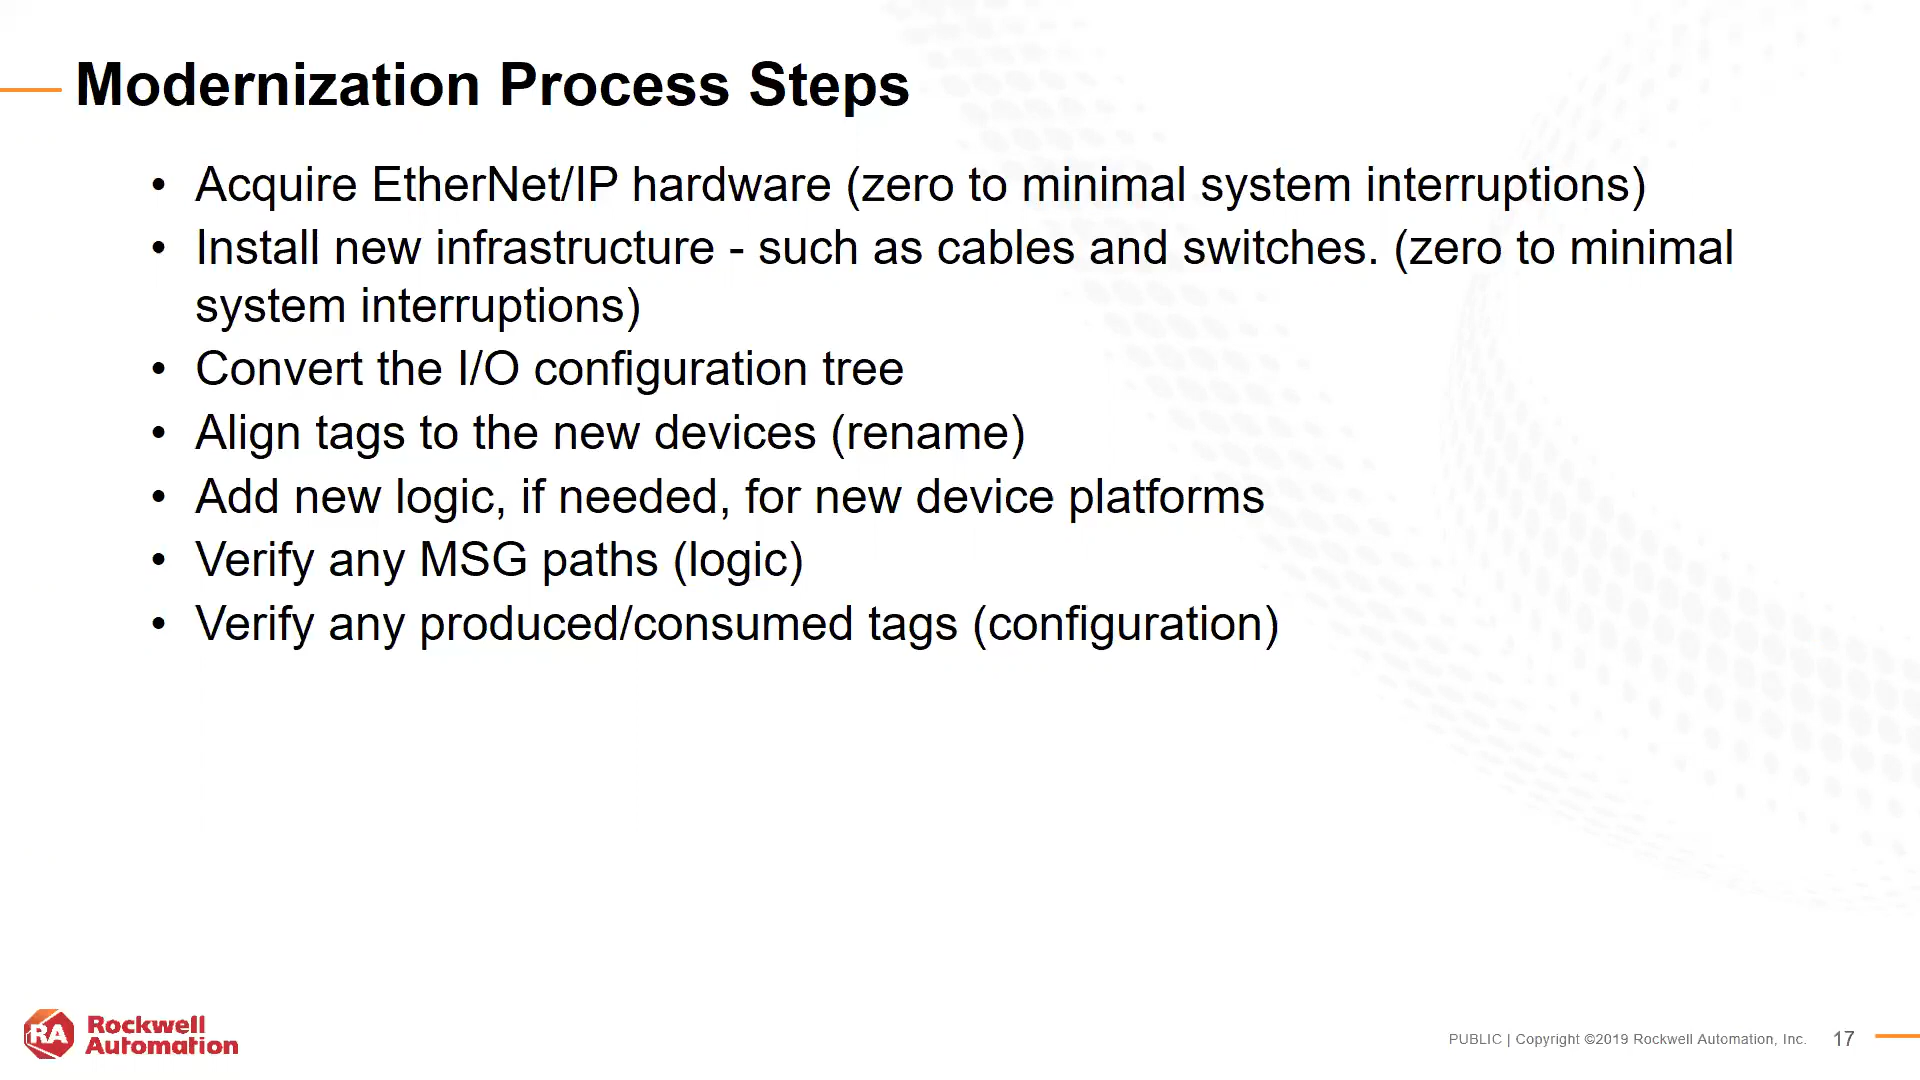 Modernization Process Steps
• Acquire EtherNet/IP hardware (zero to minimal system interruptions)
• Install new infrastructure - such as cables and switches. (zero to minimal
system interruptions)
• Convert the I/O configuration tree
• Align tags to the new devices (rename)
• Add new logic, if needed, for new device platforms
• Verify any MSG paths (logic)
• Verify any produced/consumed tags (configuration)
RA Rockwell
Automation
PUBLIC | Copyright ©2019 Rockwell Automation, Inc. 17